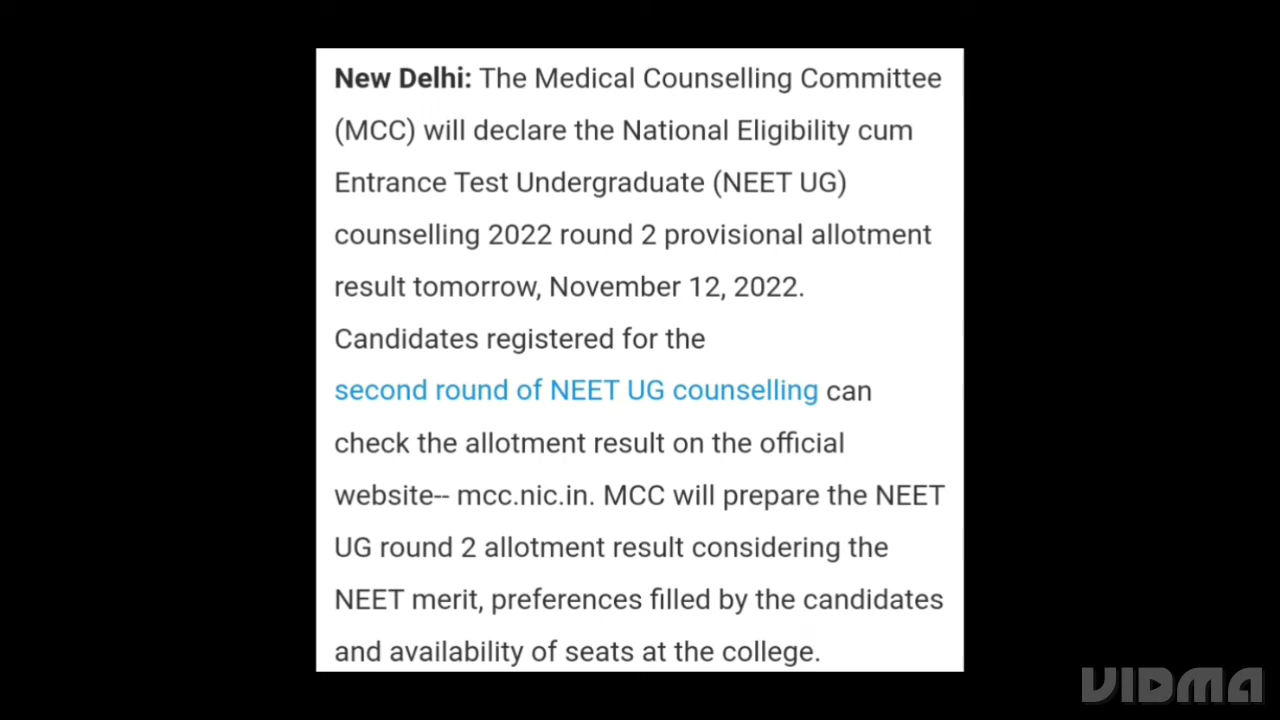 New Delhi: The Medical Counselling Committee
(MCC) will declare the National Eligibility cum
Entrance Test Undergraduate (NEET UG)
counselling 2022 round 2 provisional allotment
result tomorrow, November 12, 2022.
Candidates registered for the
second round of NEET UG counselling can
check the allotment result on the official
website-- mcc.nic.in. MCC will prepare the NEET
UG round 2 allotment result considering the
NEET merit, preferences filled by the candidates
and availability of seats at the college.
VIDMA